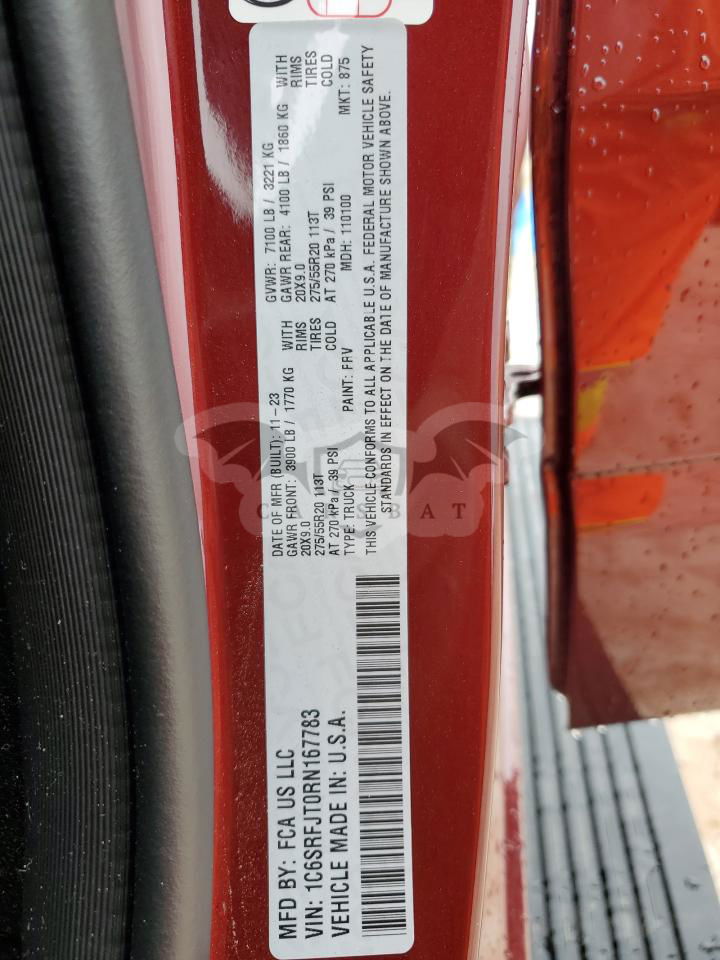 MFD BY: FCA US LLC
VIN: 1C6SRFJT0RN167783
VEHICLE MADE IN: U.S.A.
DATE OF MFR (BUILT): 11-23
GAWR FRONT: 3900 LB / 1770 KG WITH
20X9.0 RIMS
275/55R20 113T TIRES
AT 270 kPa / 39 PSI COLD
GVWR: 7100 LB / 3221 KG
GAWR REAR: 4100 LB / 1860 KG WITH
20X9.0 RIMS
275/55R20 113T TIRES
AT 270 kPa / 39 PSI COLD
TYPE: TRUCK PAINT: FRV MDH: 110100 MKT: 875
THIS VEHICLE CONFORMS TO ALL APPLICABLE U.S.A. FEDERAL MOTOR VEHICLE SAFETY
STANDARDS IN EFFECT ON THE DATE OF MANUFACTURE SHOWN ABOVE.
CARSBAT